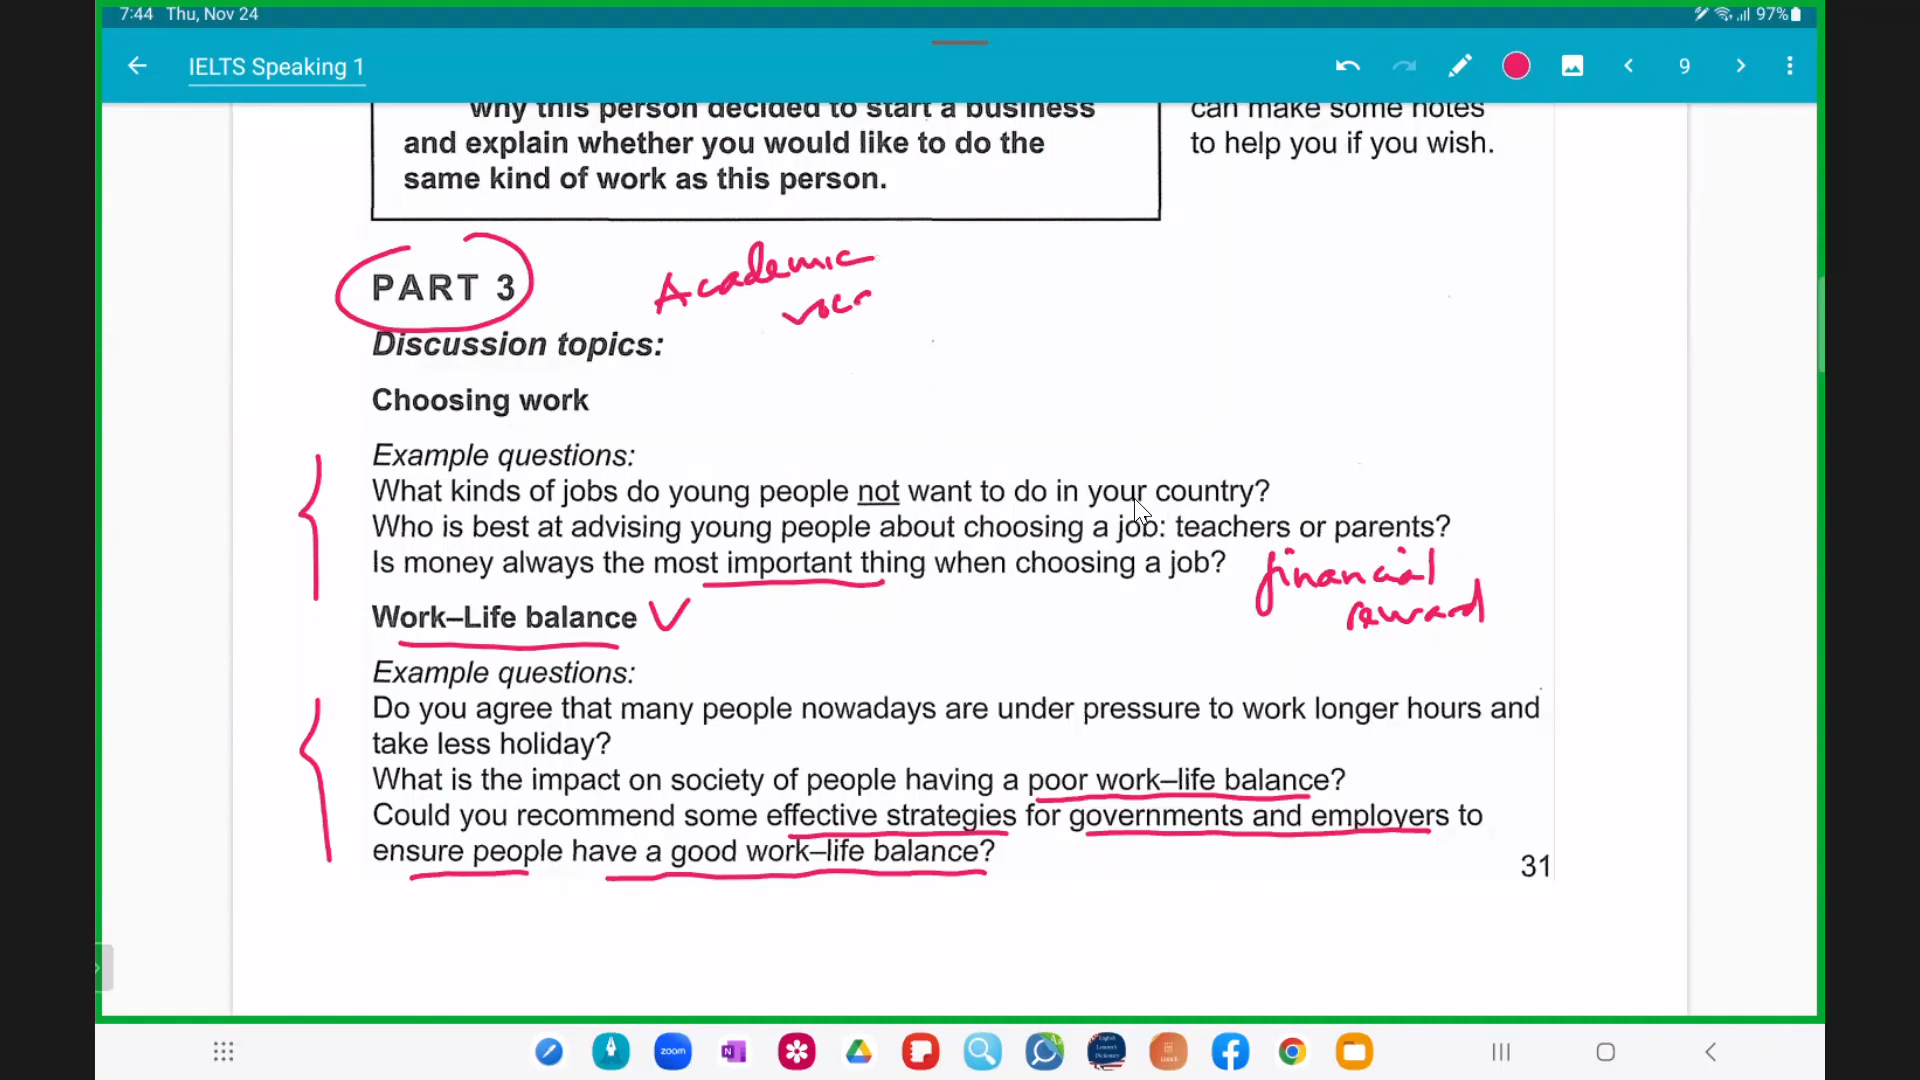 7:44 Thu, Nov 24
97%
IELTS Speaking 1
9
why this person decided to start a business
and explain whether you would like to do the
same kind of work as this person.
can make some notes
to help you if you wish.
PART 3
Academic
voca
Discussion topics:
Choosing work
Example questions:
What kinds of jobs do young people not want to do in your country?
Who is best at advising young people about choosing a job: teachers or parents?
Is money always the most important thing when choosing a job?
financial
reward
Work–Life balance
Example questions:
Do you agree that many people nowadays are under pressure to work longer hours and
take less holiday?
What is the impact on society of people having a poor work–life balance?
Could you recommend some effective strategies for governments and employers to
ensure people have a good work–life balance?
31
zoom
N
English
Learner's
Dictionary